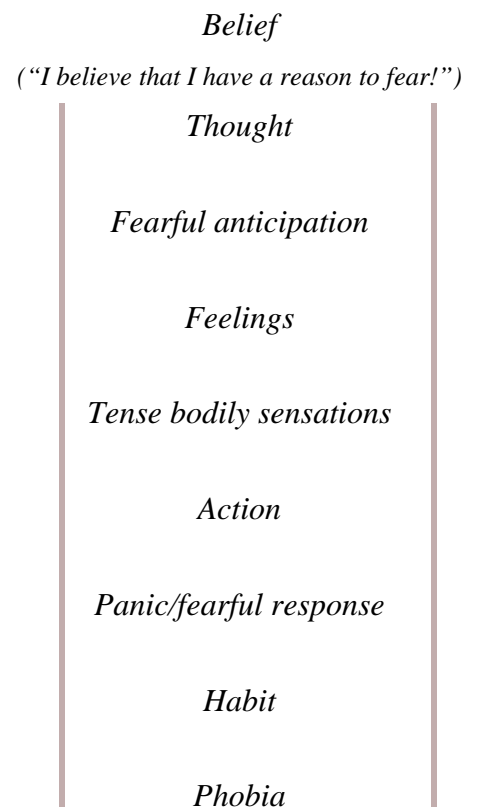 Belief
(“I believe that I have a reason to fear!”)
Thought
Fearful anticipation
Feelings
Tense bodily sensations
Action
Panic/fearful response
Habit
Phobia